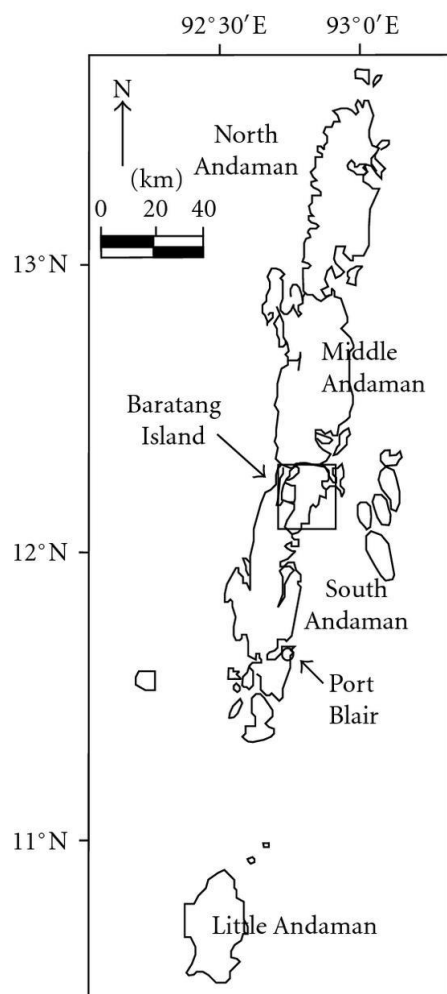 92°30′E 93°0′E
N
North
Andaman
(km)
0 20 40
13°N
Middle
Andaman
Baratang
Island
12°N
South
Andaman
Port
Blair
11°N
Little Andaman